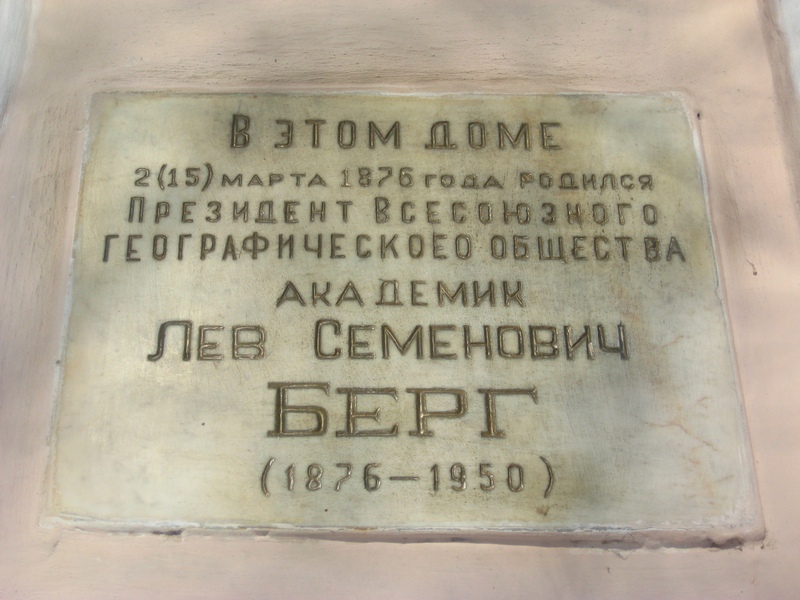 В ЭТОМ ДОМЕ
2(15) МАРТА 1876 ГОДА РОДИЛСЯ
ПРЕЗИДЕНТ ВСЕСОЮЗНОГО
ГЕОГРАФИЧЕСКОЕО ОБЩЕСТВА
АКАДЕМИК
ЛЕВ СЕМЕНОВИЧ
БЕРГ
(1876–1950)